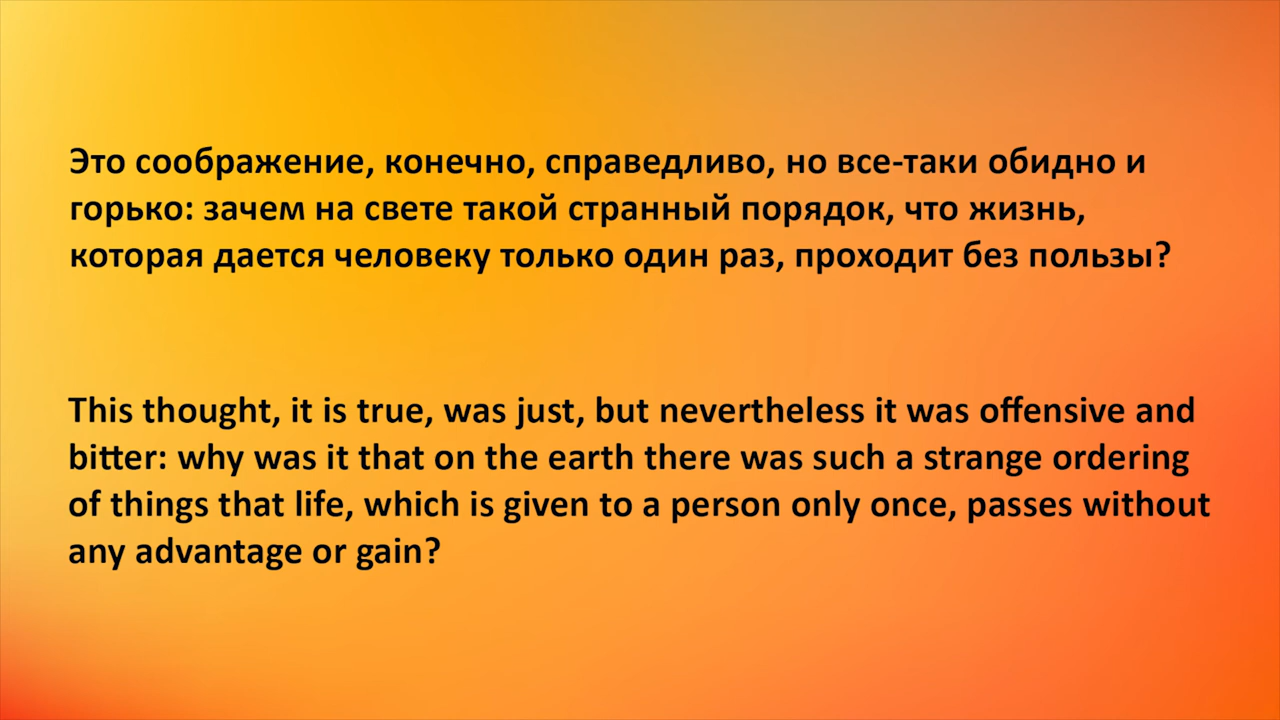 Это соображение, конечно, справедливо, но все-таки обидно и
горько: зачем на свете такой странный порядок, что жизнь,
которая дается человеку только один раз, проходит без пользы?
This thought, it is true, was just, but nevertheless it was offensive and
bitter: why was it that on the earth there was such a strange ordering
of things that life, which is given to a person only once, passes without
any advantage or gain?